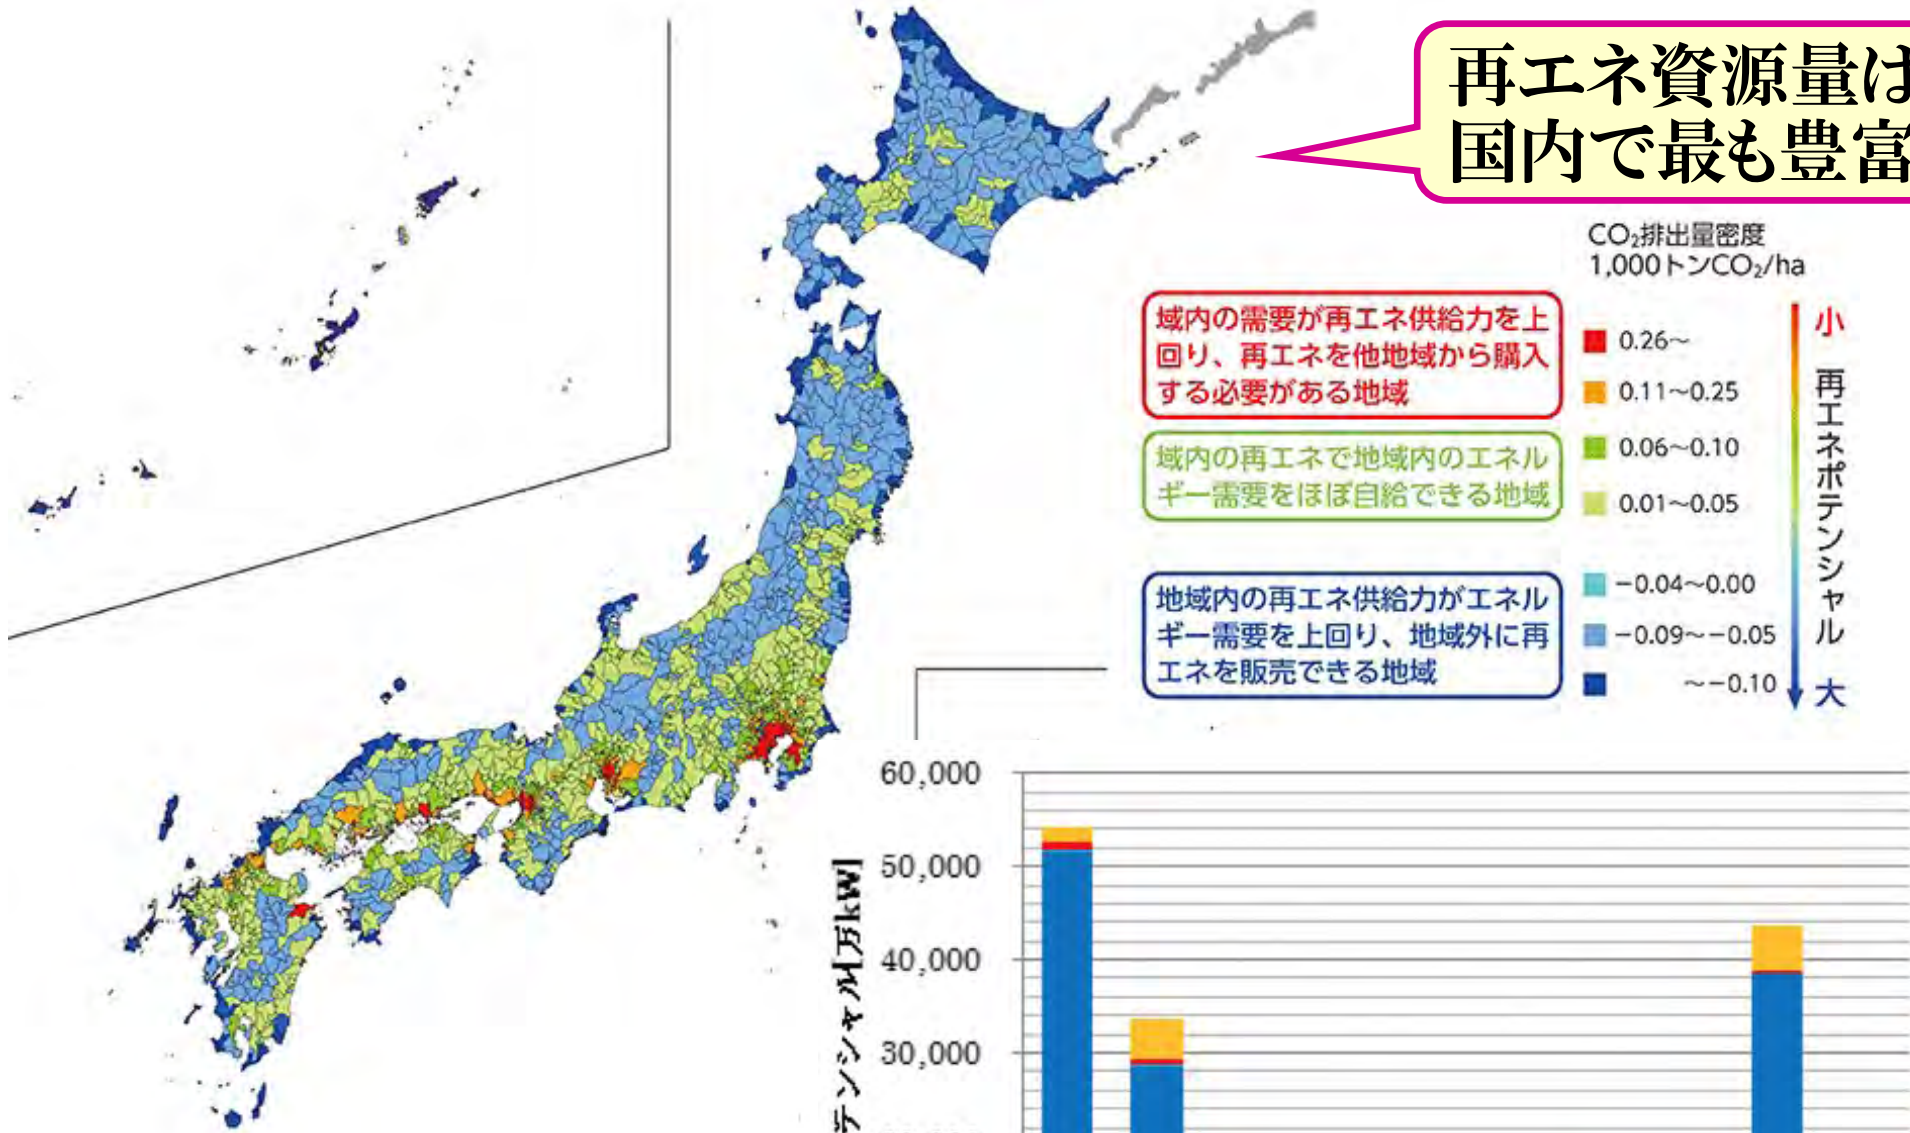 再エネ資源量は
国内で最も豊富
CO₂排出量密度
1,000トンCO₂/ha
域内の需要が再エネ供給力を上
回り、再エネを他地域から購入
する必要がある地域
域内の再エネで地域内のエネル
ギー需要をほぼ自給できる地域
地域内の再エネ供給力がエネル
ギー需要を上回り、地域外に再
エネを販売できる地域
0.26～
0.11～0.25
0.06～0.10
0.01～0.05
−0.04～0.00
−0.09～−0.05
～−0.10
小
再エネポテンシャル
大
60,000
50,000
40,000
30,000
テンシャル[万kW]